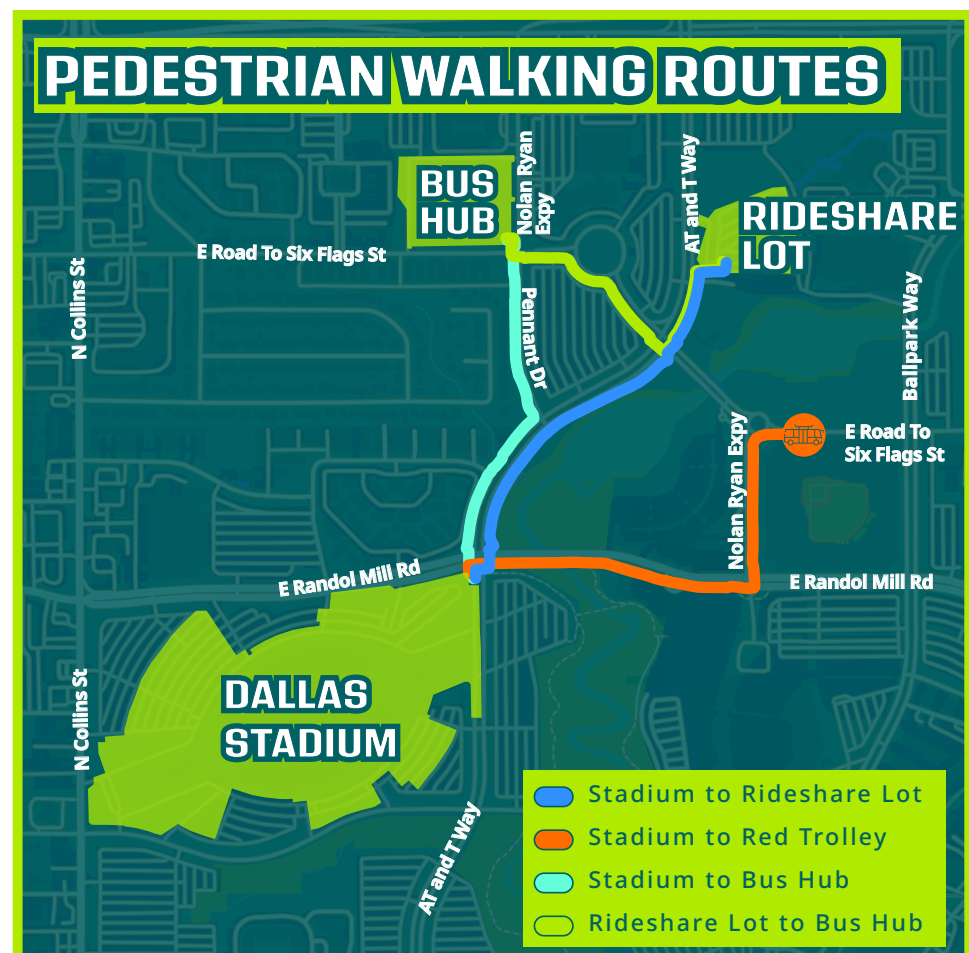 PEDESTRIAN WALKING ROUTES
BUS
HUB
Nolan Ryan
Expy
AT and T Way
RIDESHARE
LOT
E Road To Six Flags St
N Collins St
Pennant Dr
Ballpark Way
Nolan Ryan Expy
E Road To
Six Flags St
E Randol Mill Rd
E Randol Mill Rd
N Collins St
DALLAS
STADIUM
AT and T Way
Stadium to Rideshare Lot
Stadium to Red Trolley
Stadium to Bus Hub
Rideshare Lot to Bus Hub